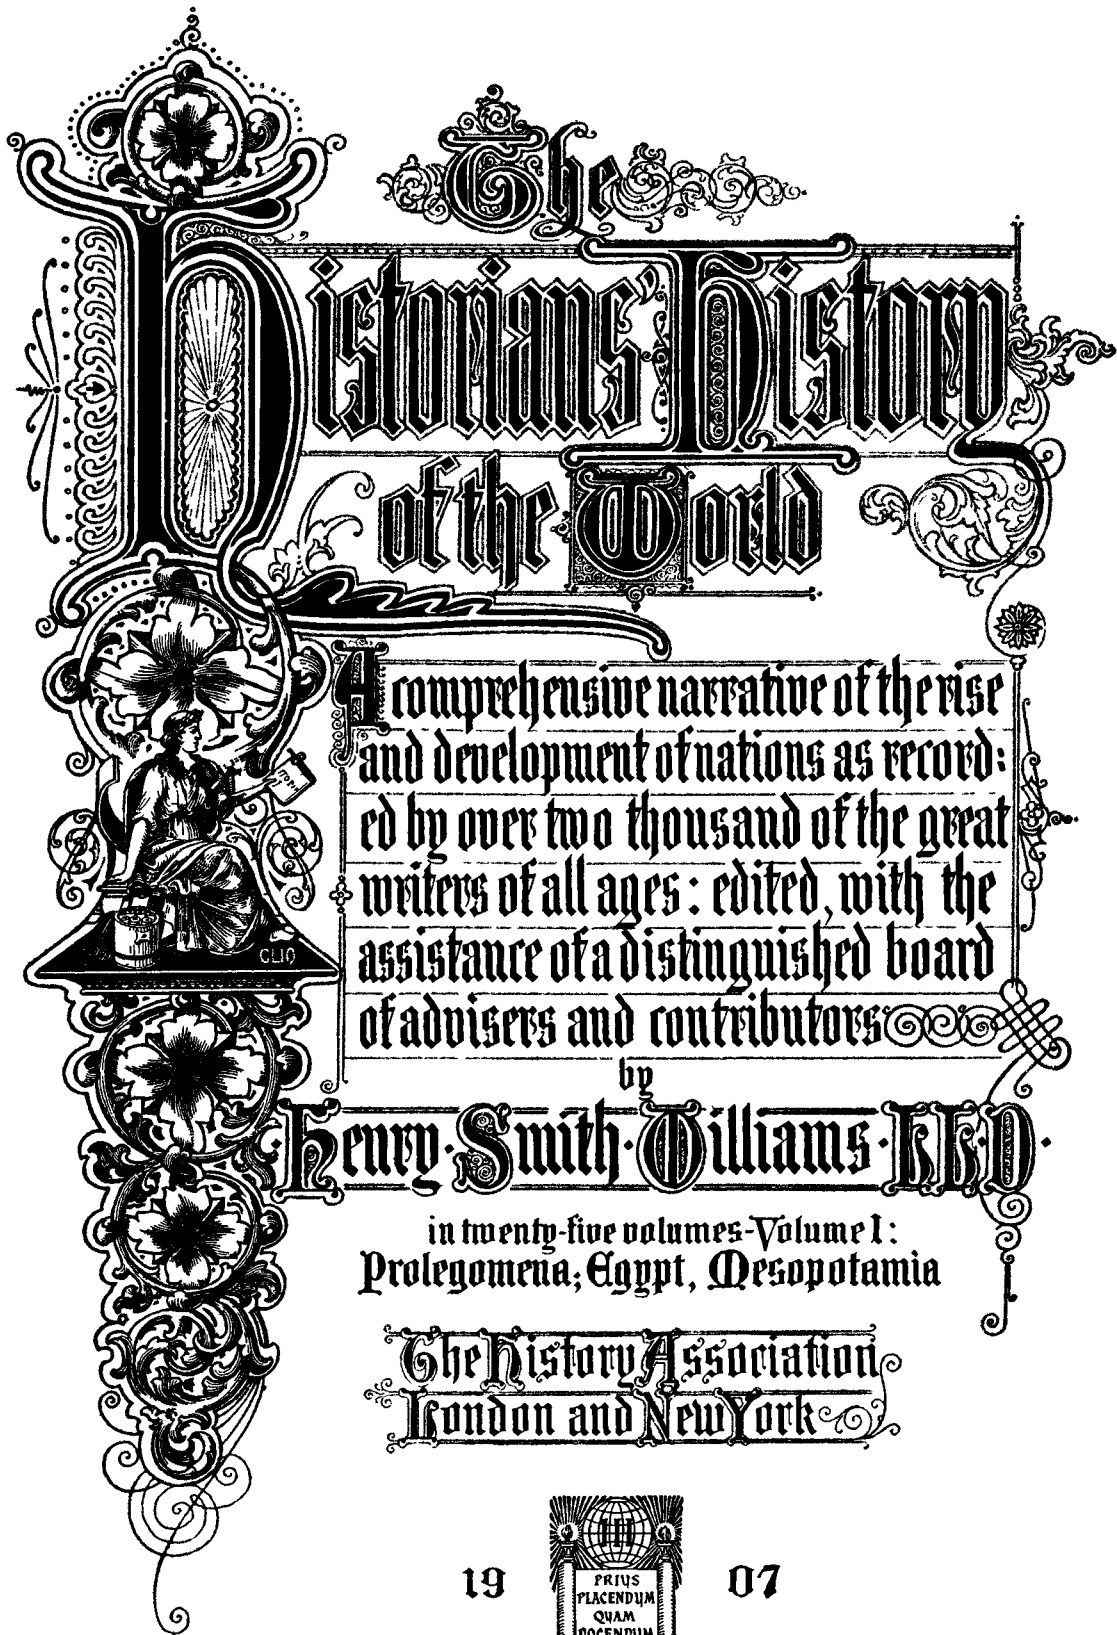 The
Historians' History
of the World
A comprehensive narrative of the rise
and development of nations as record:
ed by over two thousand of the great
writers of all ages: edited, with the
assistance of a distinguished board
of advisers and contributors
by
Henry · Smith · Williams · LL · D ·
in twenty-five volumes-Volume I:
Prolegomena; Egypt, Mesopotamia
The History Association
London and New York
CLIO
19 07
PRIUS
PLACENDUM
QUAM
DOCENDUM